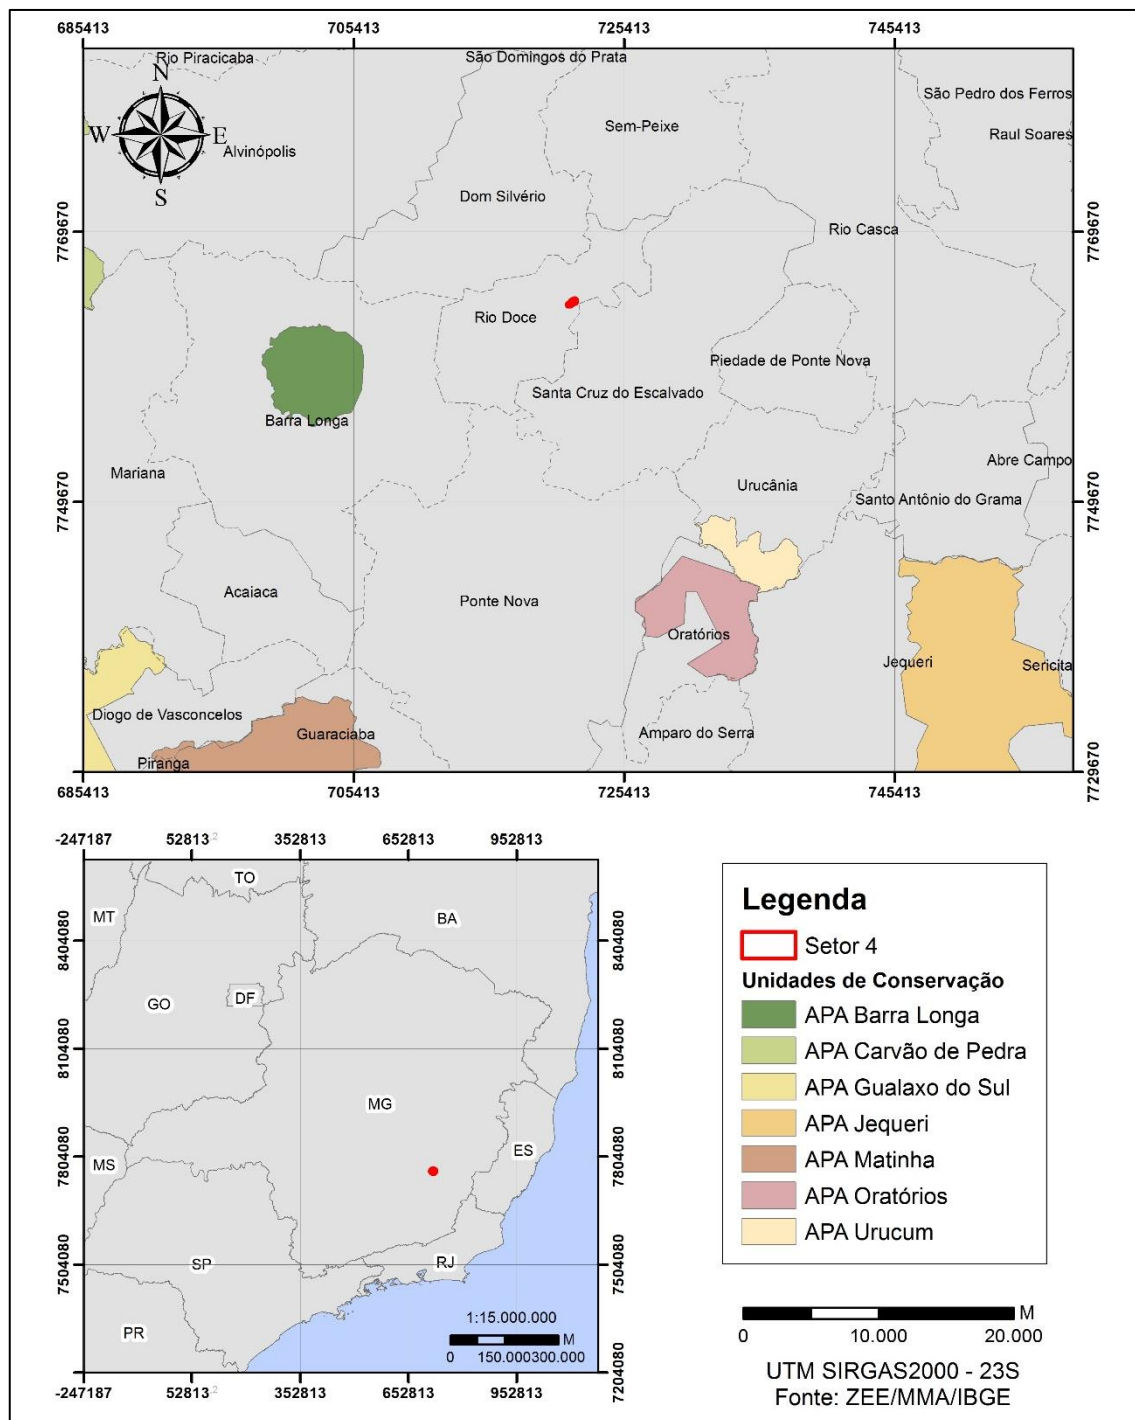 685413
705413
725413
745413
Rio Piracicaba
São Domingos do Prata
N
W
E
S
São Pedro dos Ferros
Sem-Peixe
Raul Soares
Alvinópolis
Dom Silvério
7769670
Rio Casca
7769670
Rio Doce
Piedade de Ponte Nova
Santa Cruz do Escalvado
Barra Longa
Mariana
Abre Campo
Urucânia
7749670
Santo Antônio do Grama
7749670
Acaiaca
Ponte Nova
Oratórios
Jequeri
Sericita
Diogo de Vasconcelos
Guaraciaba
Amparo do Serra
Piranga
7729670
685413
705413
725413
745413
-247187
52813,2
352813
652813
952813
TO
MT
BA
8404080
8404080
GO
DF
8104080
8104080
MG
ES
MS
7804080
7804080
SP
RJ
7504080
7504080
PR
1:15.000.000
M
0
150.000300.000
7204080
-247187
52813,2
352813
652813
952813
Legenda
Setor 4
Unidades de Conservação
APA Barra Longa
APA Carvão de Pedra
APA Gualaxo do Sul
APA Jequeri
APA Matinha
APA Oratórios
APA Urucum
M
0
10.000
20.000
UTM SIRGAS2000 - 23S
Fonte: ZEE/MMA/IBGE